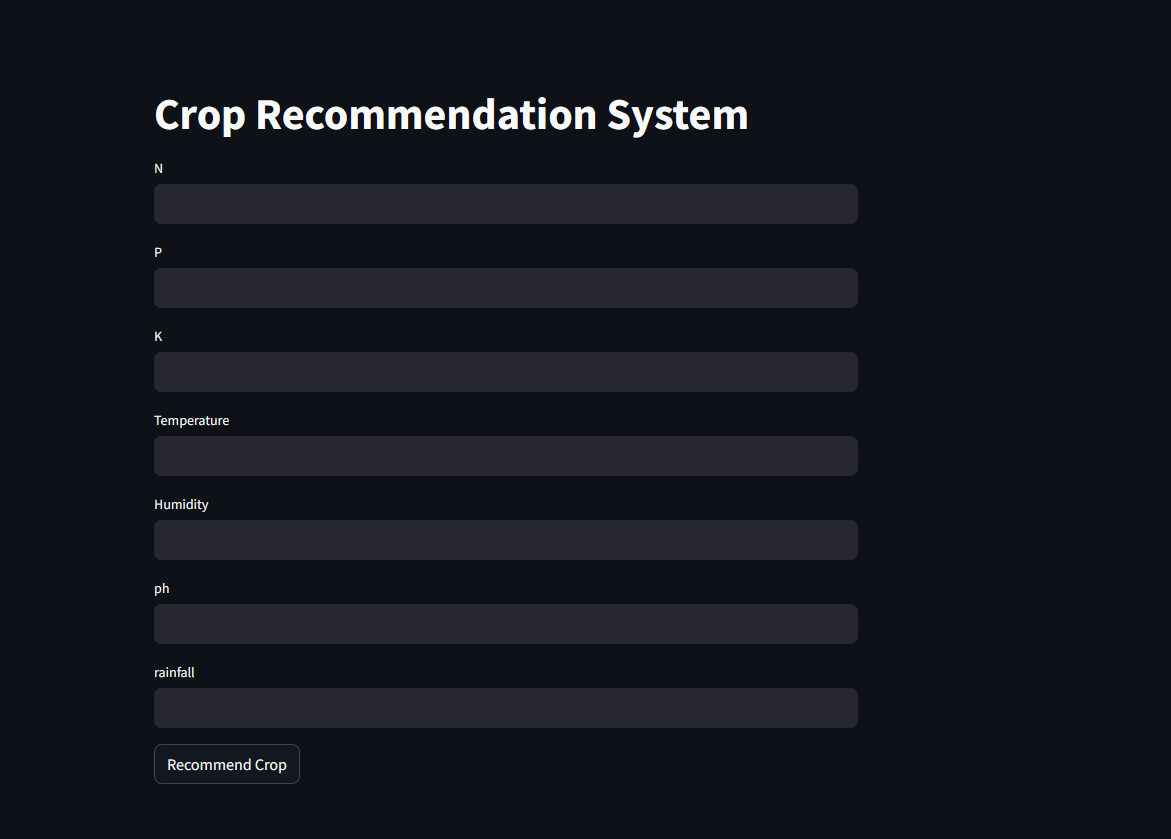 Crop Recommendation System
N
P
K
Temperature
Humidity
ph
rainfall
Recommend Crop